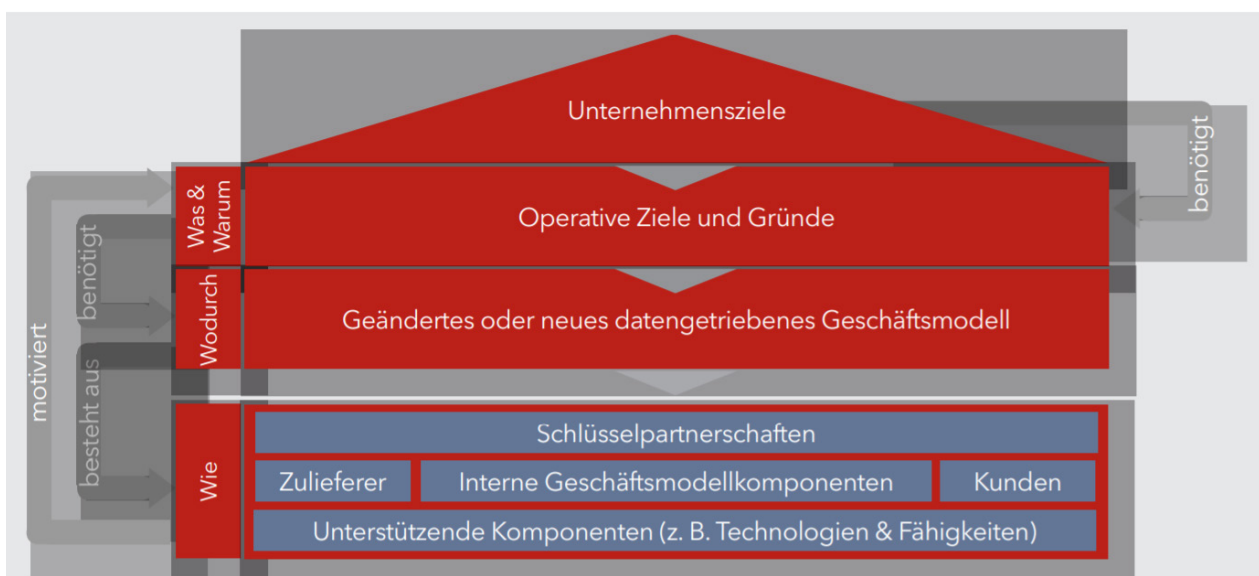 Unternehmensziele
benötigt
Was &
Warum
Operative Ziele und Gründe
benötigt
Wodurch
Geändertes oder neues datengetriebenes Geschäftsmodell
motiviert
besteht aus
Wie
Schlüsselpartnerschaften
Zulieferer
Interne Geschäftsmodellkomponenten
Kunden
Unterstützende Komponenten (z. B. Technologien & Fähigkeiten)